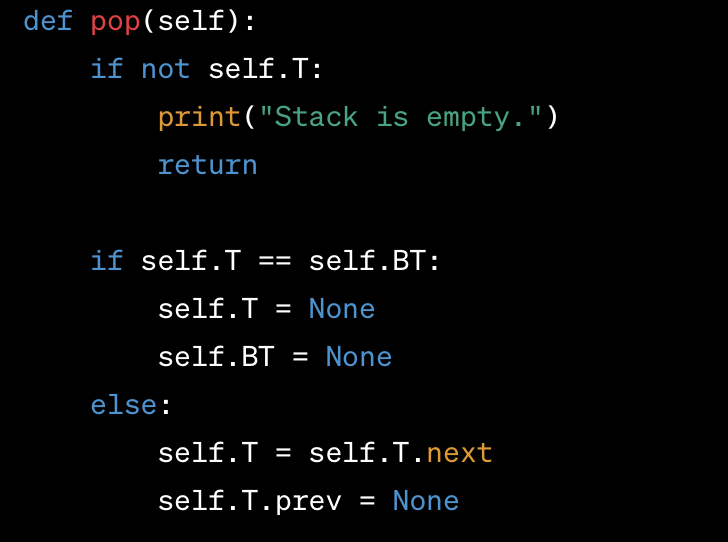 def pop(self):
    if not self.T:
        print("Stack is empty.")
        return

    if self.T == self.BT:
        self.T = None
        self.BT = None
    else:
        self.T = self.T.next
        self.T.prev = None